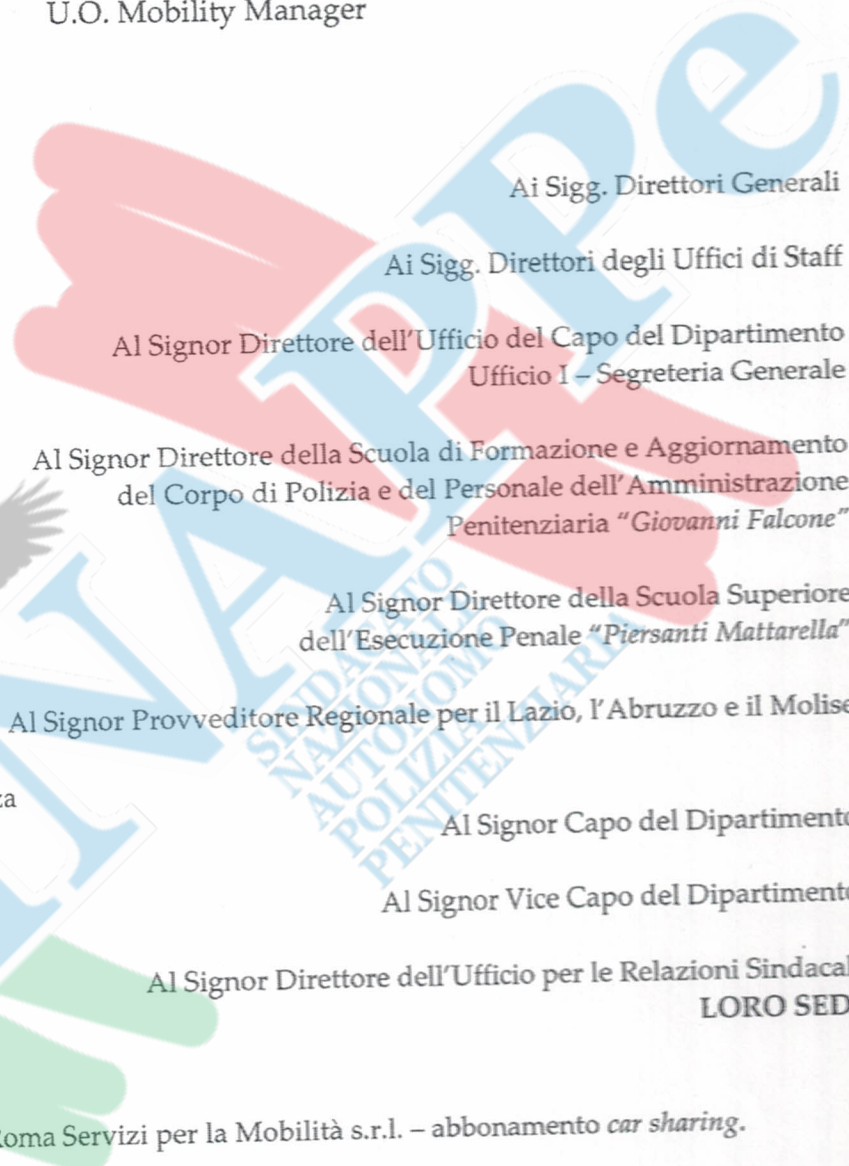 U.O. Mobility Manager
Ai Sigg. Direttori Generali
Ai Sigg. Direttori degli Uffici di Staff
Al Signor Direttore dell'Ufficio del Capo del Dipartimento
Ufficio I – Segreteria Generale
Al Signor Direttore della Scuola di Formazione e Aggiornamento
del Corpo di Polizia e del Personale dell'Amministrazione
Penitenziaria "Giovanni Falcone"
Al Signor Direttore della Scuola Superiore
dell'Esecuzione Penale "Piersanti Mattarella"
Al Signor Provveditore Regionale per il Lazio, l'Abruzzo e il Molise
Al Signor Capo del Dipartimento
Al Signor Vice Capo del Dipartimento
Al Signor Direttore dell'Ufficio per le Relazioni Sindacal
LORO SED
Roma Servizi per la Mobilità s.r.l. – abbonamento car sharing.
NAPPe
SINDACATO
NAZIONALE
AUTONOMO
POLIZIA
PENITENZIARIA